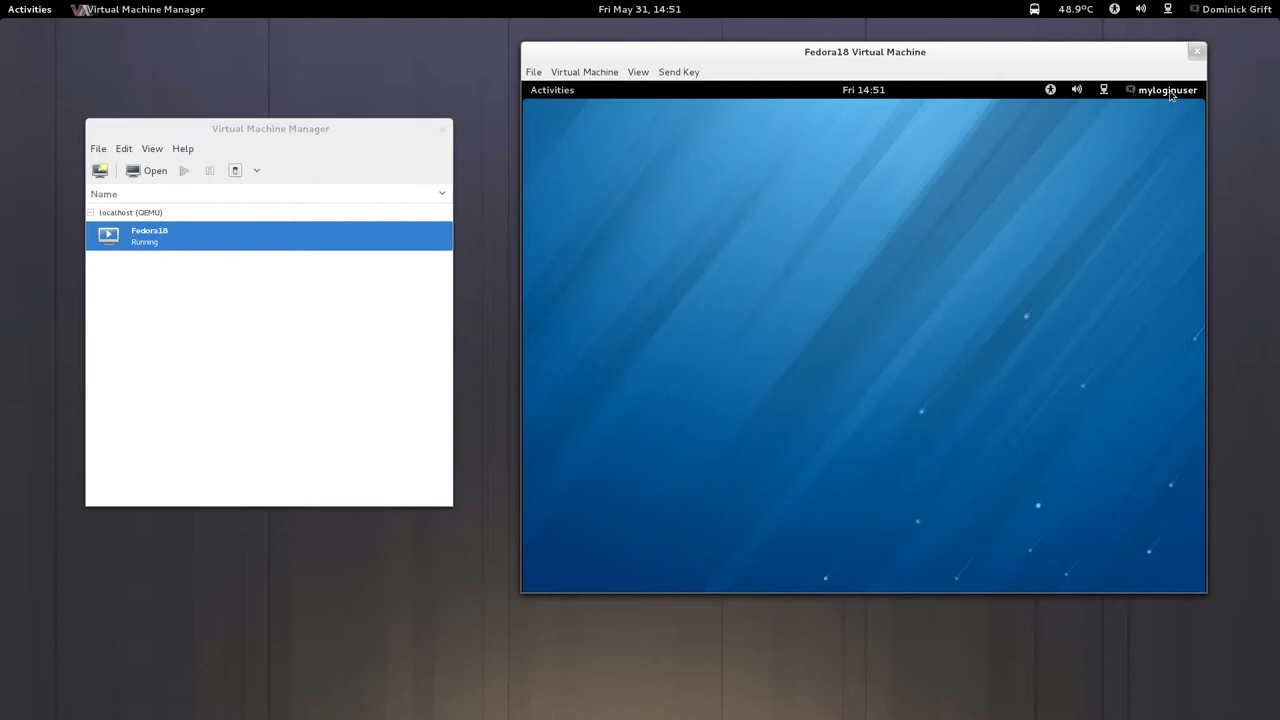 Activities Virtual Machine Manager Fri May 31, 14:51 48.9ºC Dominick Grift
Fedora18 Virtual Machine
File Virtual Machine View Send Key
Activities Fri 14:51 myloginuser
Virtual Machine Manager
File Edit View Help
Open
Name
localhost (QEMU)
Fedora18
Running